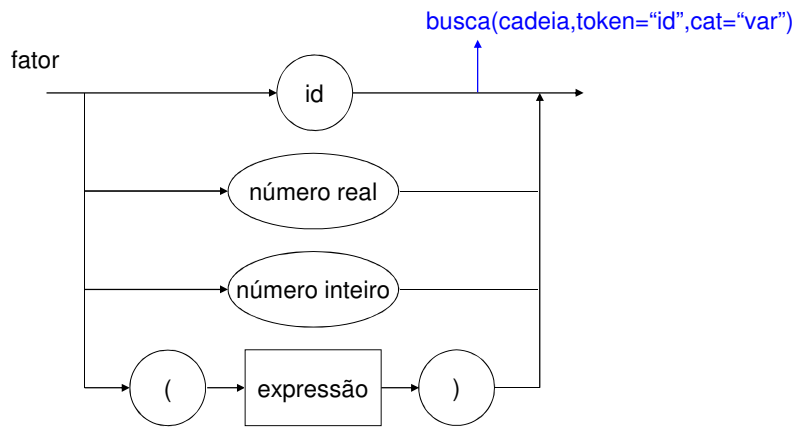 busca(cadeia,token=“id”,cat=“var”)
fator
id
número real
número inteiro
( expressão )